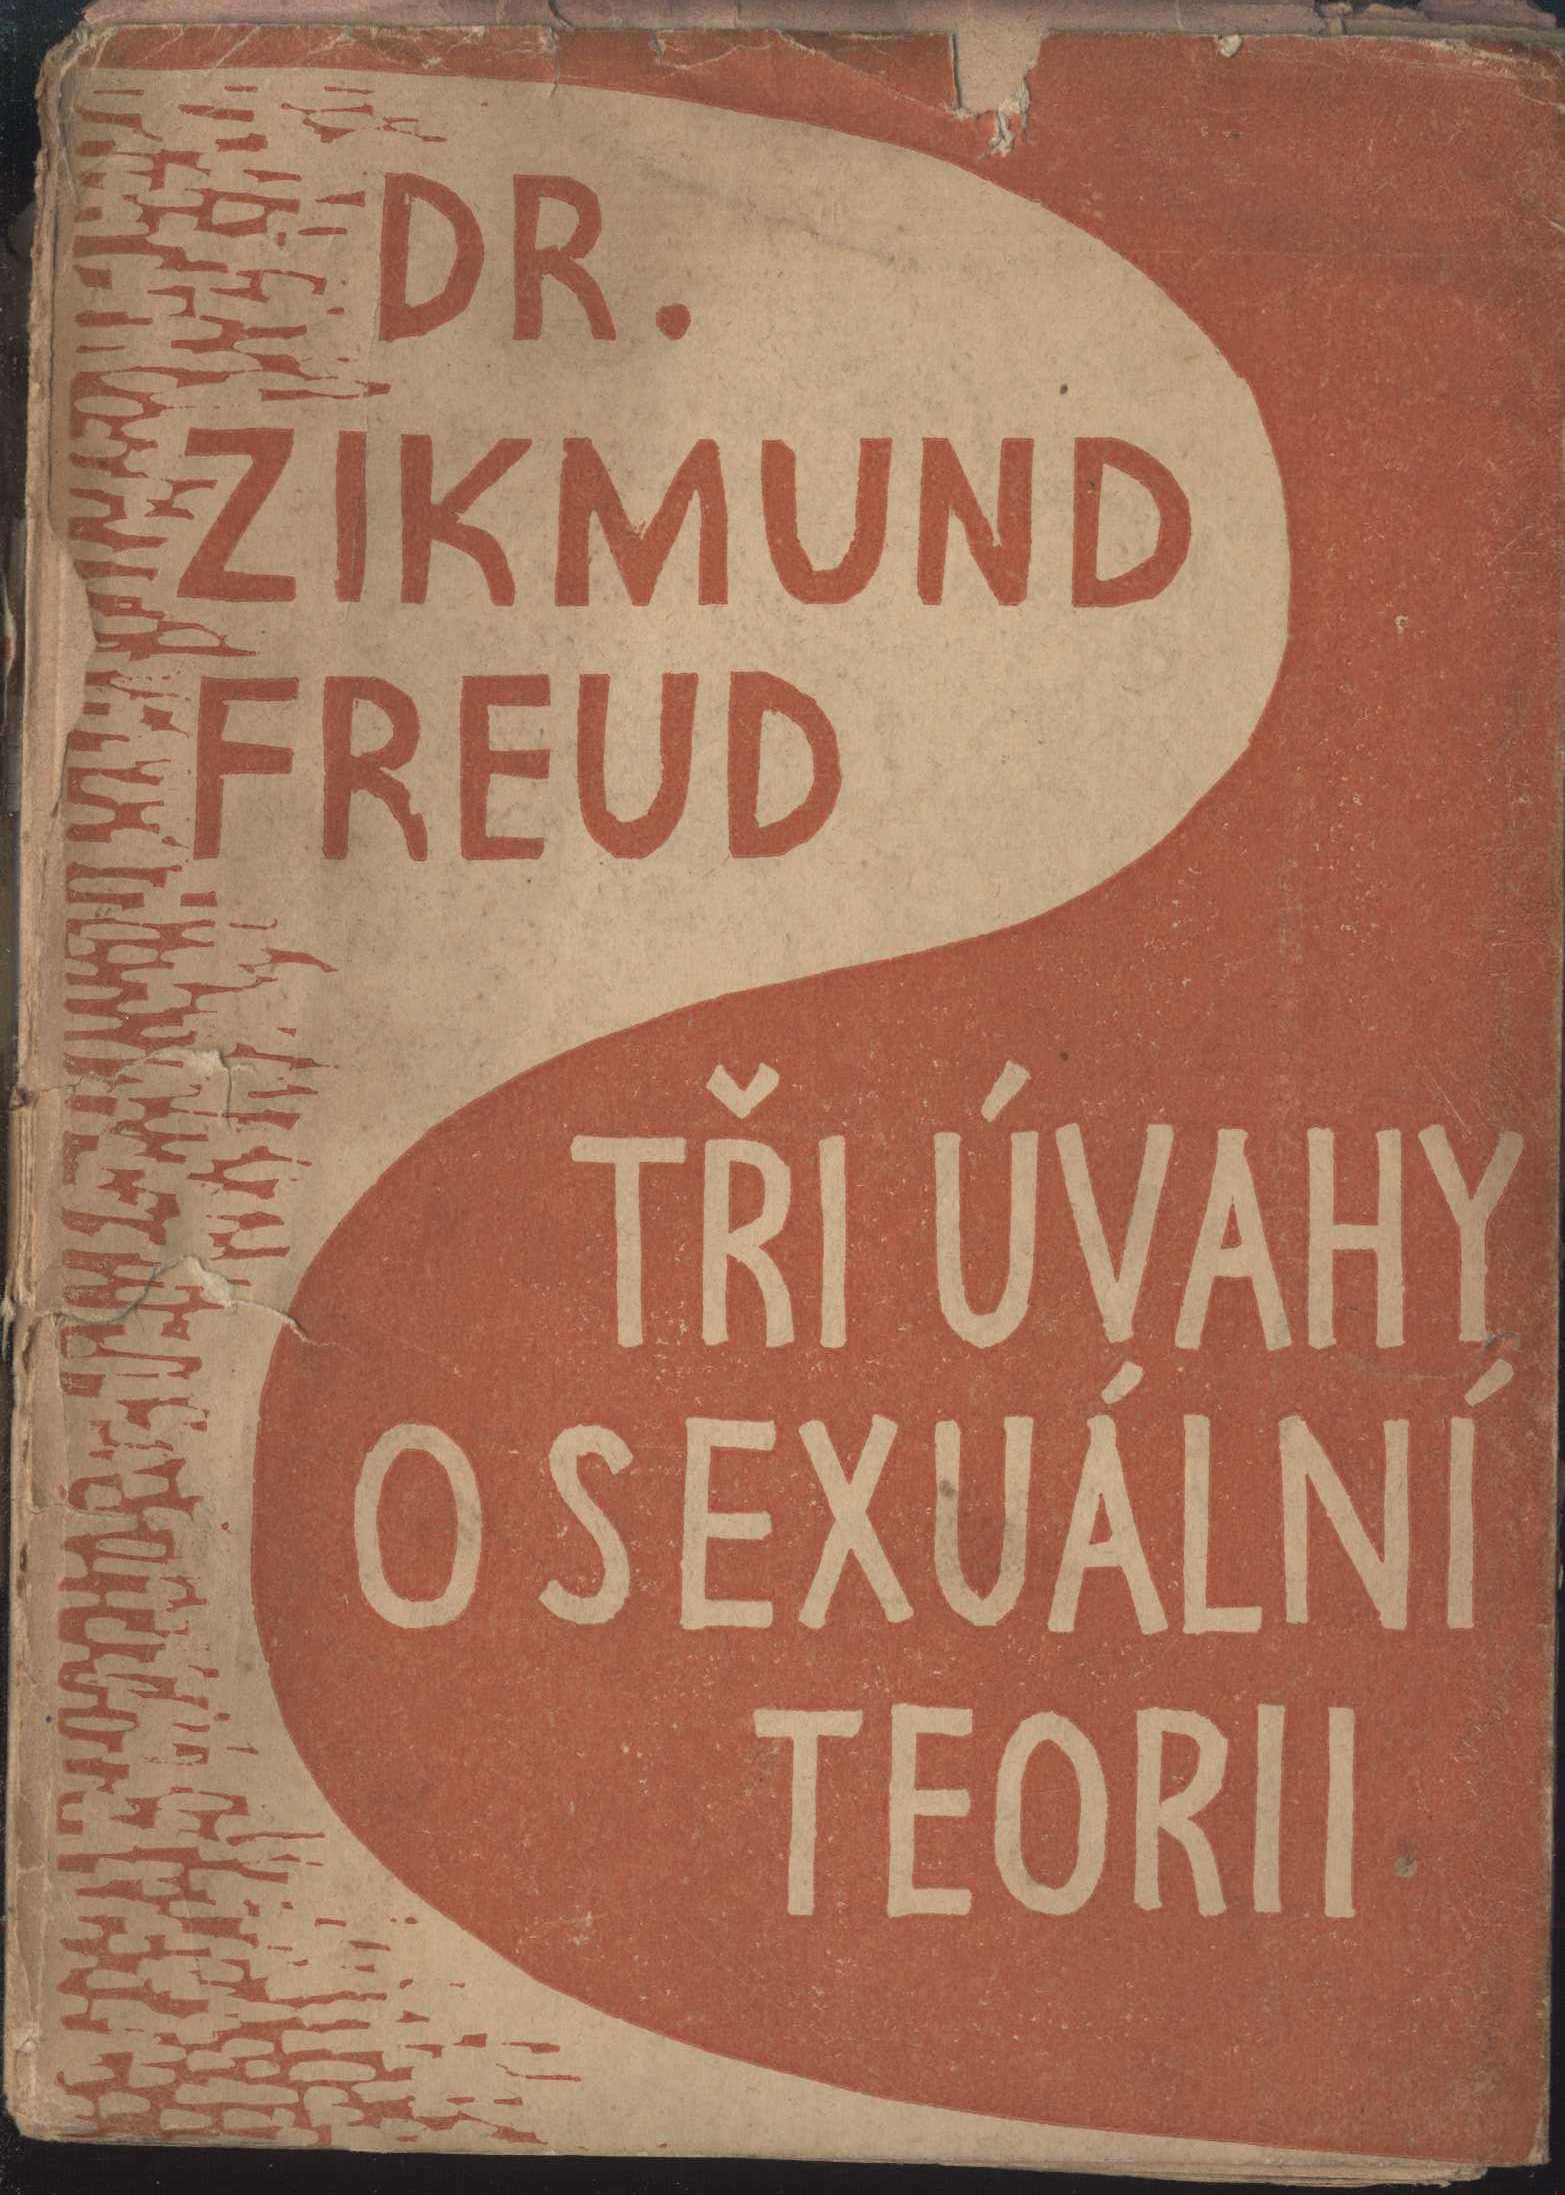 DR.
ZIKMUND
FREUD
TŘI ÚVAHY
O SEXUÁLNÍ
TEORII